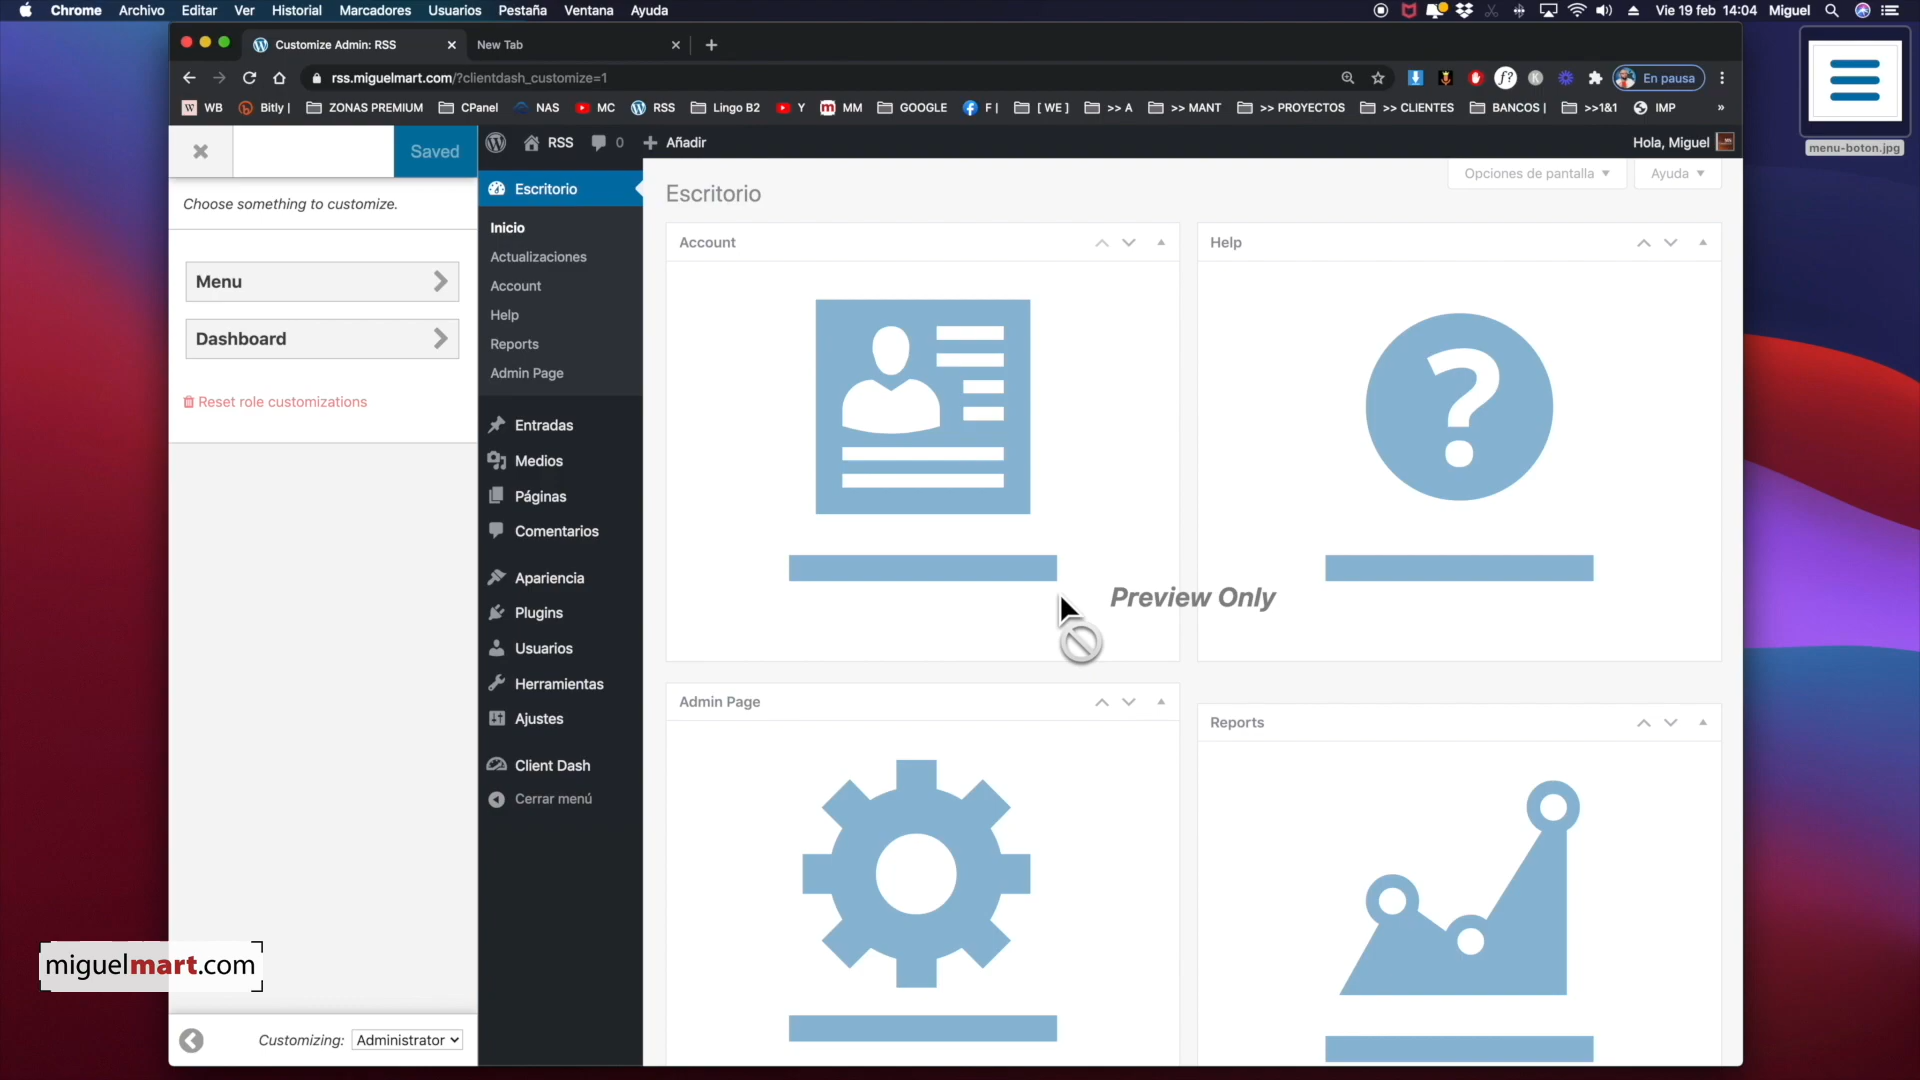 Chrome Archivo Editar Ver Historial Marcadores Usuarios Pestaña Ventana Ayuda
Vie 19 feb 14:04 Miguel
Customize Admin: RSS
New Tab
rss.miguelmart.com/?clientdash_customize=1
En pausa
WB Bitly | ZONAS PREMIUM CPanel NAS MC RSS Lingo B2 Y MM GOOGLE F | [ WE ] >> A >> MANT >> PROYECTOS >> CLIENTES BANCOS | >>1&1 IMP »
menu-boton.jpg
Saved
RSS 0 Añadir
Hola, Miguel
Choose something to customize.
Menu
Dashboard
Reset role customizations
Customizing: Administrator
Escritorio
Inicio
Actualizaciones
Account
Help
Reports
Admin Page
Entradas
Medios
Páginas
Comentarios
Apariencia
Plugins
Usuarios
Herramientas
Ajustes
Client Dash
Cerrar menú
Opciones de pantalla
Ayuda
Escritorio
Account
Help
Preview Only
Admin Page
Reports
miguelmart.com